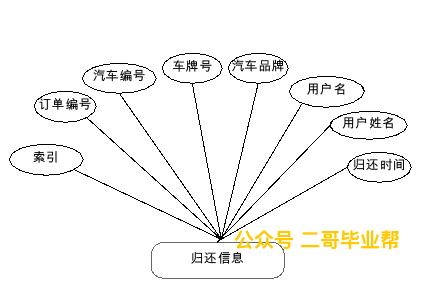 汽车编号
车牌号
汽车品牌
用户名
订单编号
用户姓名
索引
归还时间
公众号 二哥毕业帮
归还信息